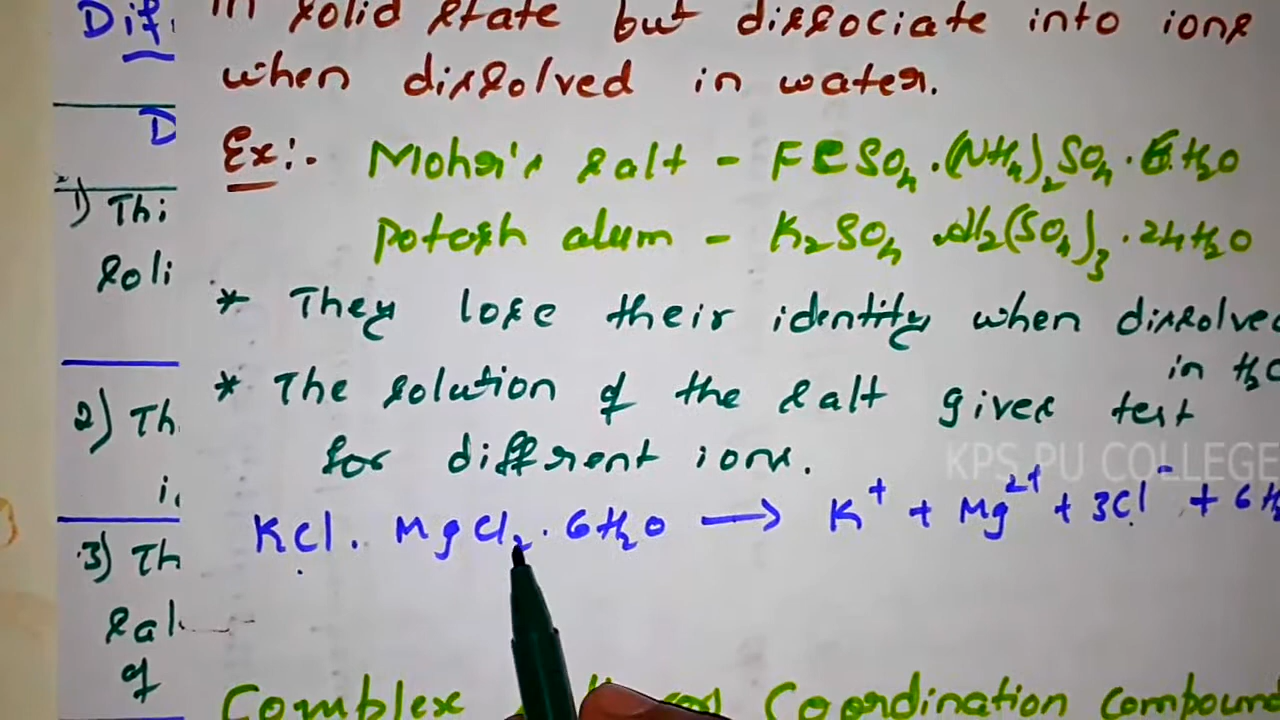 Dif
D
1) Thi
soli
2) Th
i
3) Th
sal
of
in solid state but dissociate into ions
when dissolved in water.
Ex:- Mohr's salt - FeSO4.(NH4)2SO4.6H2O
potash alum - K2SO4 .Al2(SO4)3.24H2O
* They lose their identity when dissolved
in H2O
* The solution of the salt gives test
for different ions.
KPS PU COLLEGE
KCl. MgCl2.6H2O → K+ + Mg2+ + 3Cl- + 6H2
Complex or Coordination compound